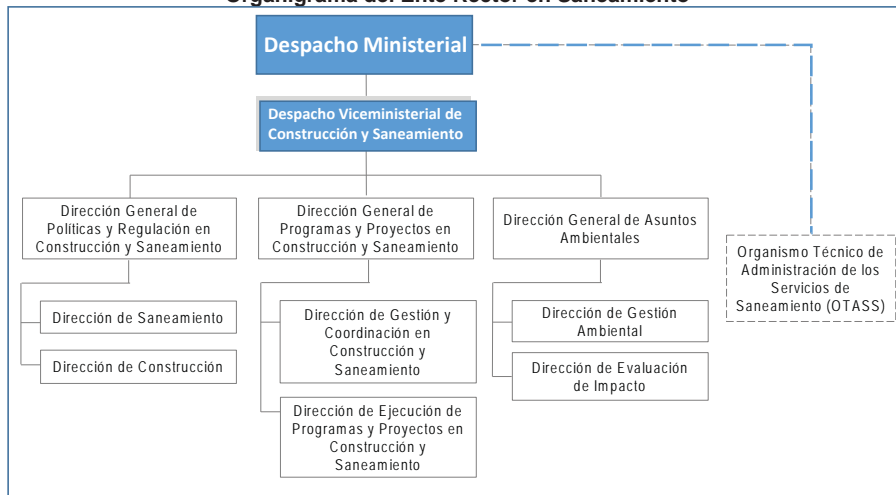 Organigrama del Ente Rector en Saneamiento
Despacho Ministerial
Despacho Viceministerial de
Construcción y Saneamiento
Dirección General de
Políticas y Regulación en
Construcción y Saneamiento
Dirección General de
Programas y Proyectos en
Construcción y Saneamiento
Dirección General de Asuntos
Ambientales
Organismo Técnico de
Administración de los
Servicios de
Saneamiento (OTASS)
Dirección de Saneamiento
Dirección de Construcción
Dirección de Gestión y
Coordinación en
Construcción y
Saneamiento
Dirección de Ejecución de
Programas y Proyectos en
Construcción y
Saneamiento
Dirección de Gestión
Ambiental
Dirección de Evaluación
de Impacto